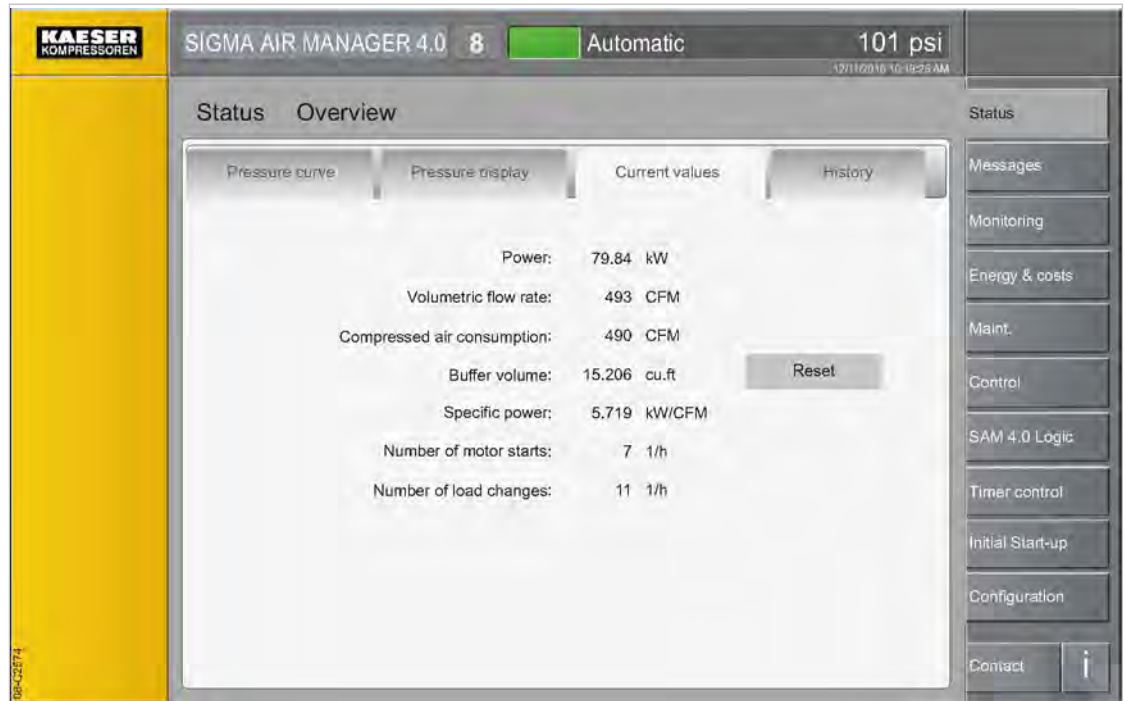 KAESER
KOMPRESSOREN
SIGMA AIR MANAGER 4.0 8 Automatic 101 psi
Status Overview
Pressure curve Pressure display Current values History
Power: 79.84 kW
Volumetric flow rate: 493 CFM
Compressed air consumption: 490 CFM
Buffer volume: 15.206 cu.ft
Reset
Specific power: 5.719 kW/CFM
Number of motor starts: 7 1/h
Number of load changes: 11 1/h
Status
Messages
Monitoring
Energy & costs
Maint.
Control
SAM 4.0 Logic
Timer control
Initial Start-up
Configuration
Contact i
08-C2574